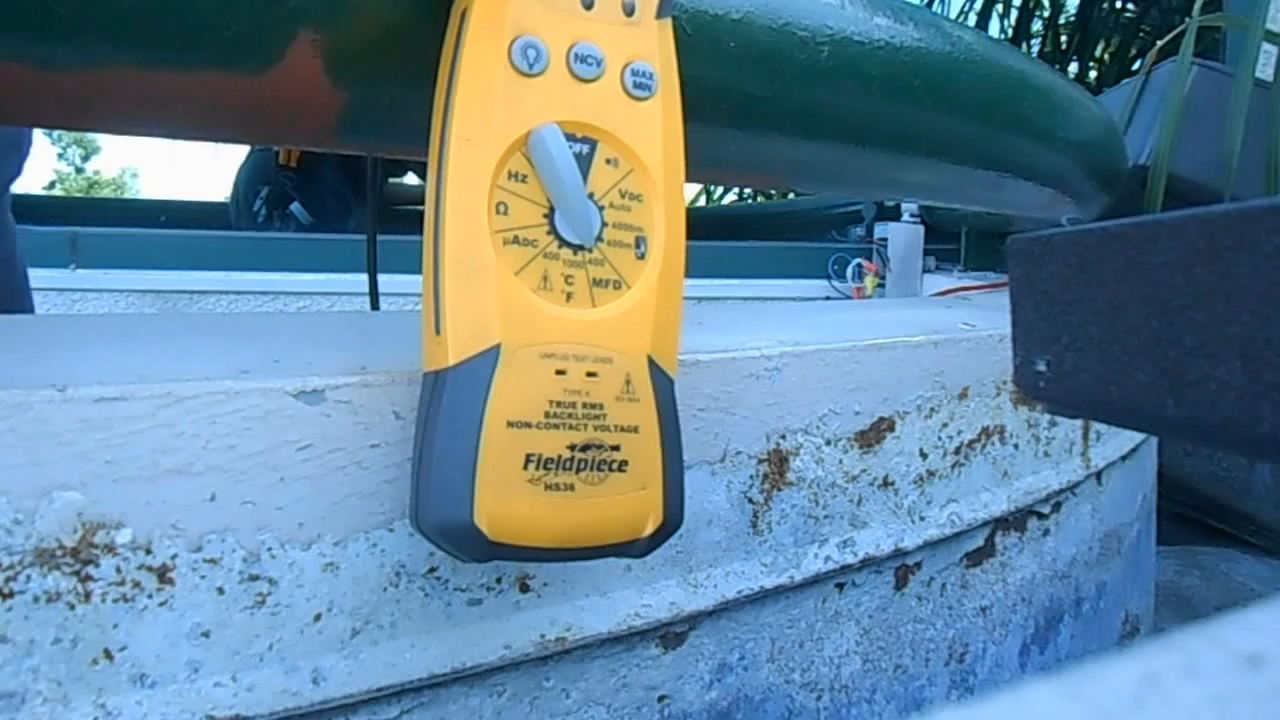 NCV
MAX
MIN
OFF
Hz
VDC
Auto
Ω
4000m
400m
µADC
400
1000
400
°C
°F
MFD
UNPLUG TEST LEADS
TYPE K
TRUE RMS
BACKLIGHT
NON-CONTACT VOLTAGE
Fieldpiece
HS36